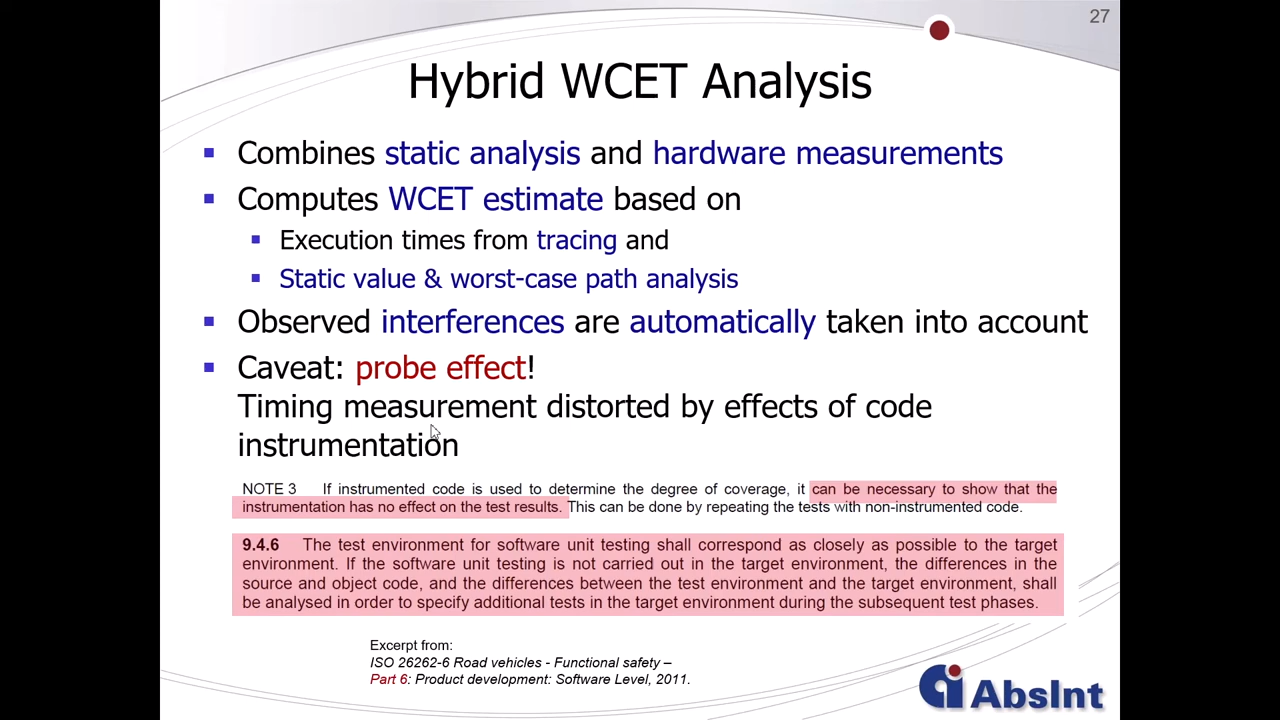 27
Hybrid WCET Analysis
Combines static analysis and hardware measurements
Computes WCET estimate based on
Execution times from tracing and
Static value & worst-case path analysis
Observed interferences are automatically taken into account
Caveat: probe effect!
Timing measurement distorted by effects of code
instrumentation
NOTE 3 If instrumented code is used to determine the degree of coverage, it can be necessary to show that the
instrumentation has no effect on the test results. This can be done by repeating the tests with non-instrumented code.
9.4.6 The test environment for software unit testing shall correspond as closely as possible to the target
environment. If the software unit testing is not carried out in the target environment, the differences in the
source and object code, and the differences between the test environment and the target environment, shall
be analysed in order to specify additional tests in the target environment during the subsequent test phases.
Excerpt from:
ISO 26262-6 Road vehicles - Functional safety –
Part 6: Product development: Software Level, 2011.
AbsInt